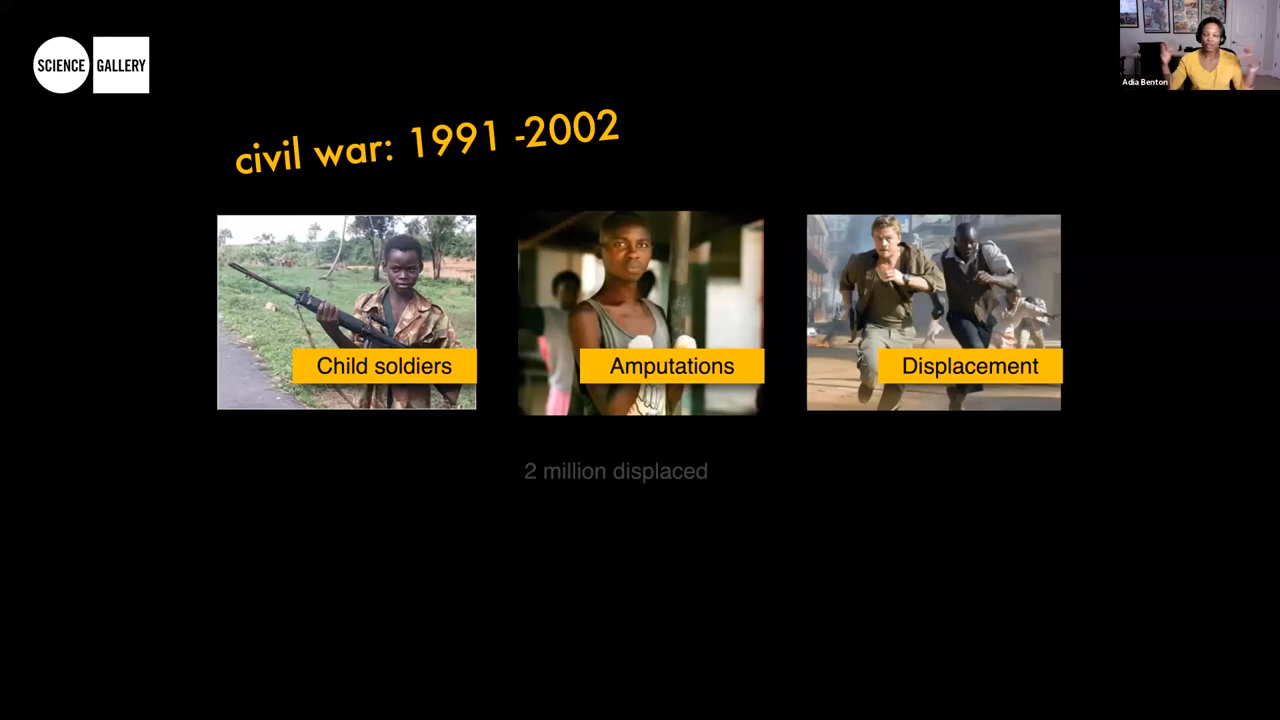 SCIENCE GALLERY
Adia Benton
civil war: 1991 -2002
Child soldiers
Amputations
Displacement
2 million displaced